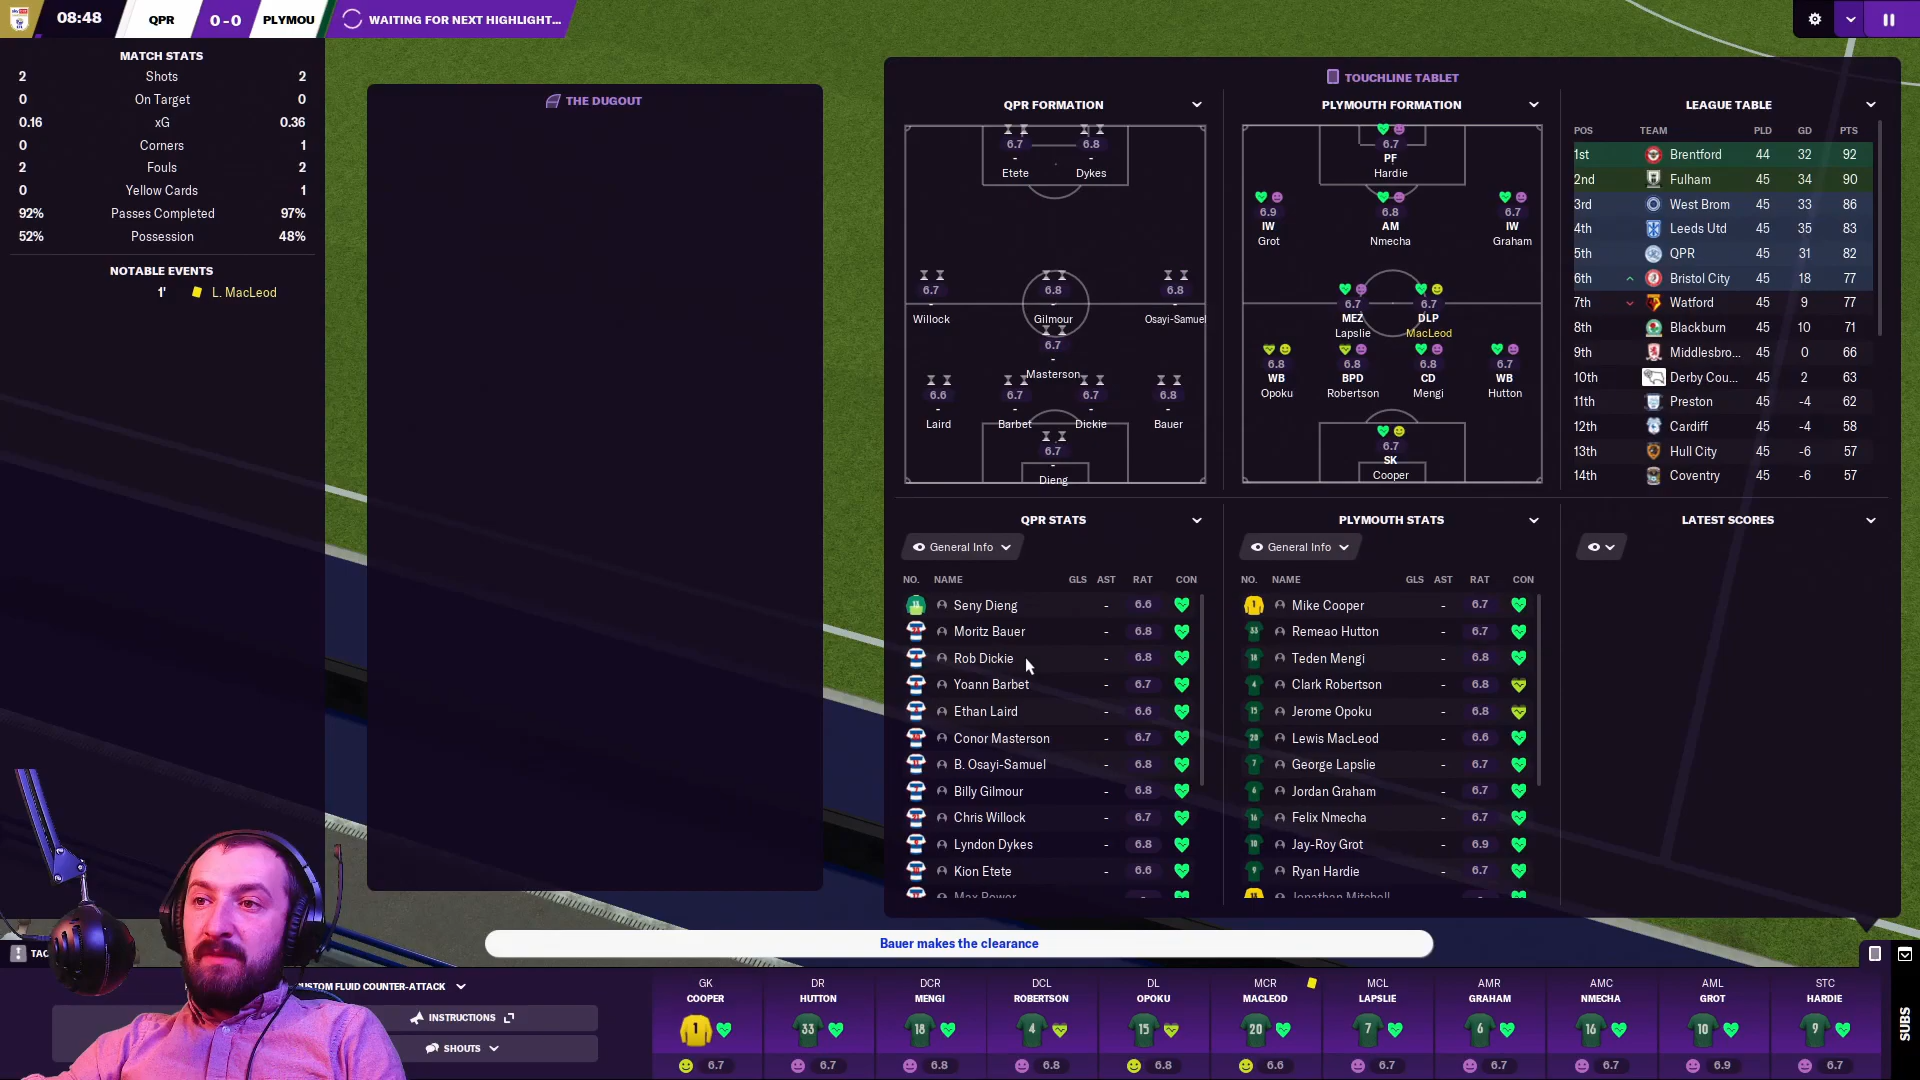 08:48 QPR 0-0 PLYMOU WAITING FOR NEXT HIGHLIGHT...
MATCH STATS
2 Shots 2
0 On Target 0
0.16 xG 0.36
0 Corners 1
2 Fouls 2
0 Yellow Cards 1
92% Passes Completed 97%
52% Possession 48%
NOTABLE EVENTS
1' L. MacLeod
THE DUGOUT
TOUCHLINE TABLET
QPR FORMATION
6.7 6.8
- -
Etete Dykes
6.7 6.8 6.8
- - -
Willock Gilmour Osayi-Samuel
6.7
-
Masterson
6.6 6.7 6.7 6.8
- - - -
Laird Barbet Dickie Bauer
6.7
-
Dieng
PLYMOUTH FORMATION
6.7
PF
Hardie
6.9 6.8 6.7
IW AM IW
Grot Nmecha Graham
6.7 6.7
MEZ DLP
Lapslie MacLeod
6.8 6.8 6.8 6.7
WB BPD CD WB
Opoku Robertson Mengi Hutton
6.7
SK
Cooper
LEAGUE TABLE
POS TEAM PLD GD PTS
1st Brentford 44 32 92
2nd Fulham 45 34 90
3rd West Brom 45 33 86
4th Leeds Utd 45 35 83
5th QPR 45 31 82
6th Bristol City 45 18 77
7th Watford 45 9 77
8th Blackburn 45 10 71
9th Middlesbro... 45 0 66
10th Derby Cou... 45 2 63
11th Preston 45 -4 62
12th Cardiff 45 -4 58
13th Hull City 45 -6 57
14th Coventry 45 -6 57
QPR STATS
General Info
NO. NAME GLS AST RAT CON
Seny Dieng - 6.6
Moritz Bauer - 6.8
Rob Dickie - 6.8
Yoann Barbet - 6.7
Ethan Laird - 6.6
Conor Masterson - 6.7
B. Osayi-Samuel - 6.8
Billy Gilmour - 6.8
Chris Willock - 6.7
Lyndon Dykes - 6.8
Kion Etete - 6.6
Max Power -
PLYMOUTH STATS
General Info
NO. NAME GLS AST RAT CON
1 Mike Cooper - 6.7
33 Remeao Hutton - 6.7
18 Teden Mengi - 6.8
4 Clark Robertson - 6.8
15 Jerome Opoku - 6.8
20 Lewis MacLeod - 6.6
7 George Lapslie - 6.7
6 Jordan Graham - 6.7
16 Felix Nmecha - 6.7
10 Jay-Roy Grot - 6.9
9 Ryan Hardie - 6.7
Jonathan Mitchell -
LATEST SCORES
Bauer makes the clearance
TAC
USTOM FLUID COUNTER-ATTACK
INSTRUCTIONS
SHOUTS
GK DR DCR DCL DL MCR MCL AMR AMC AML STC
COOPER HUTTON MENGI ROBERTSON OPOKU MACLEOD LAPSLIE GRAHAM NMECHA GROT HARDIE
1 33 18 4 15 20 7 6 16 10 9
6.7 6.7 6.8 6.8 6.8 6.6 6.7 6.7 6.7 6.9 6.7
SUBS